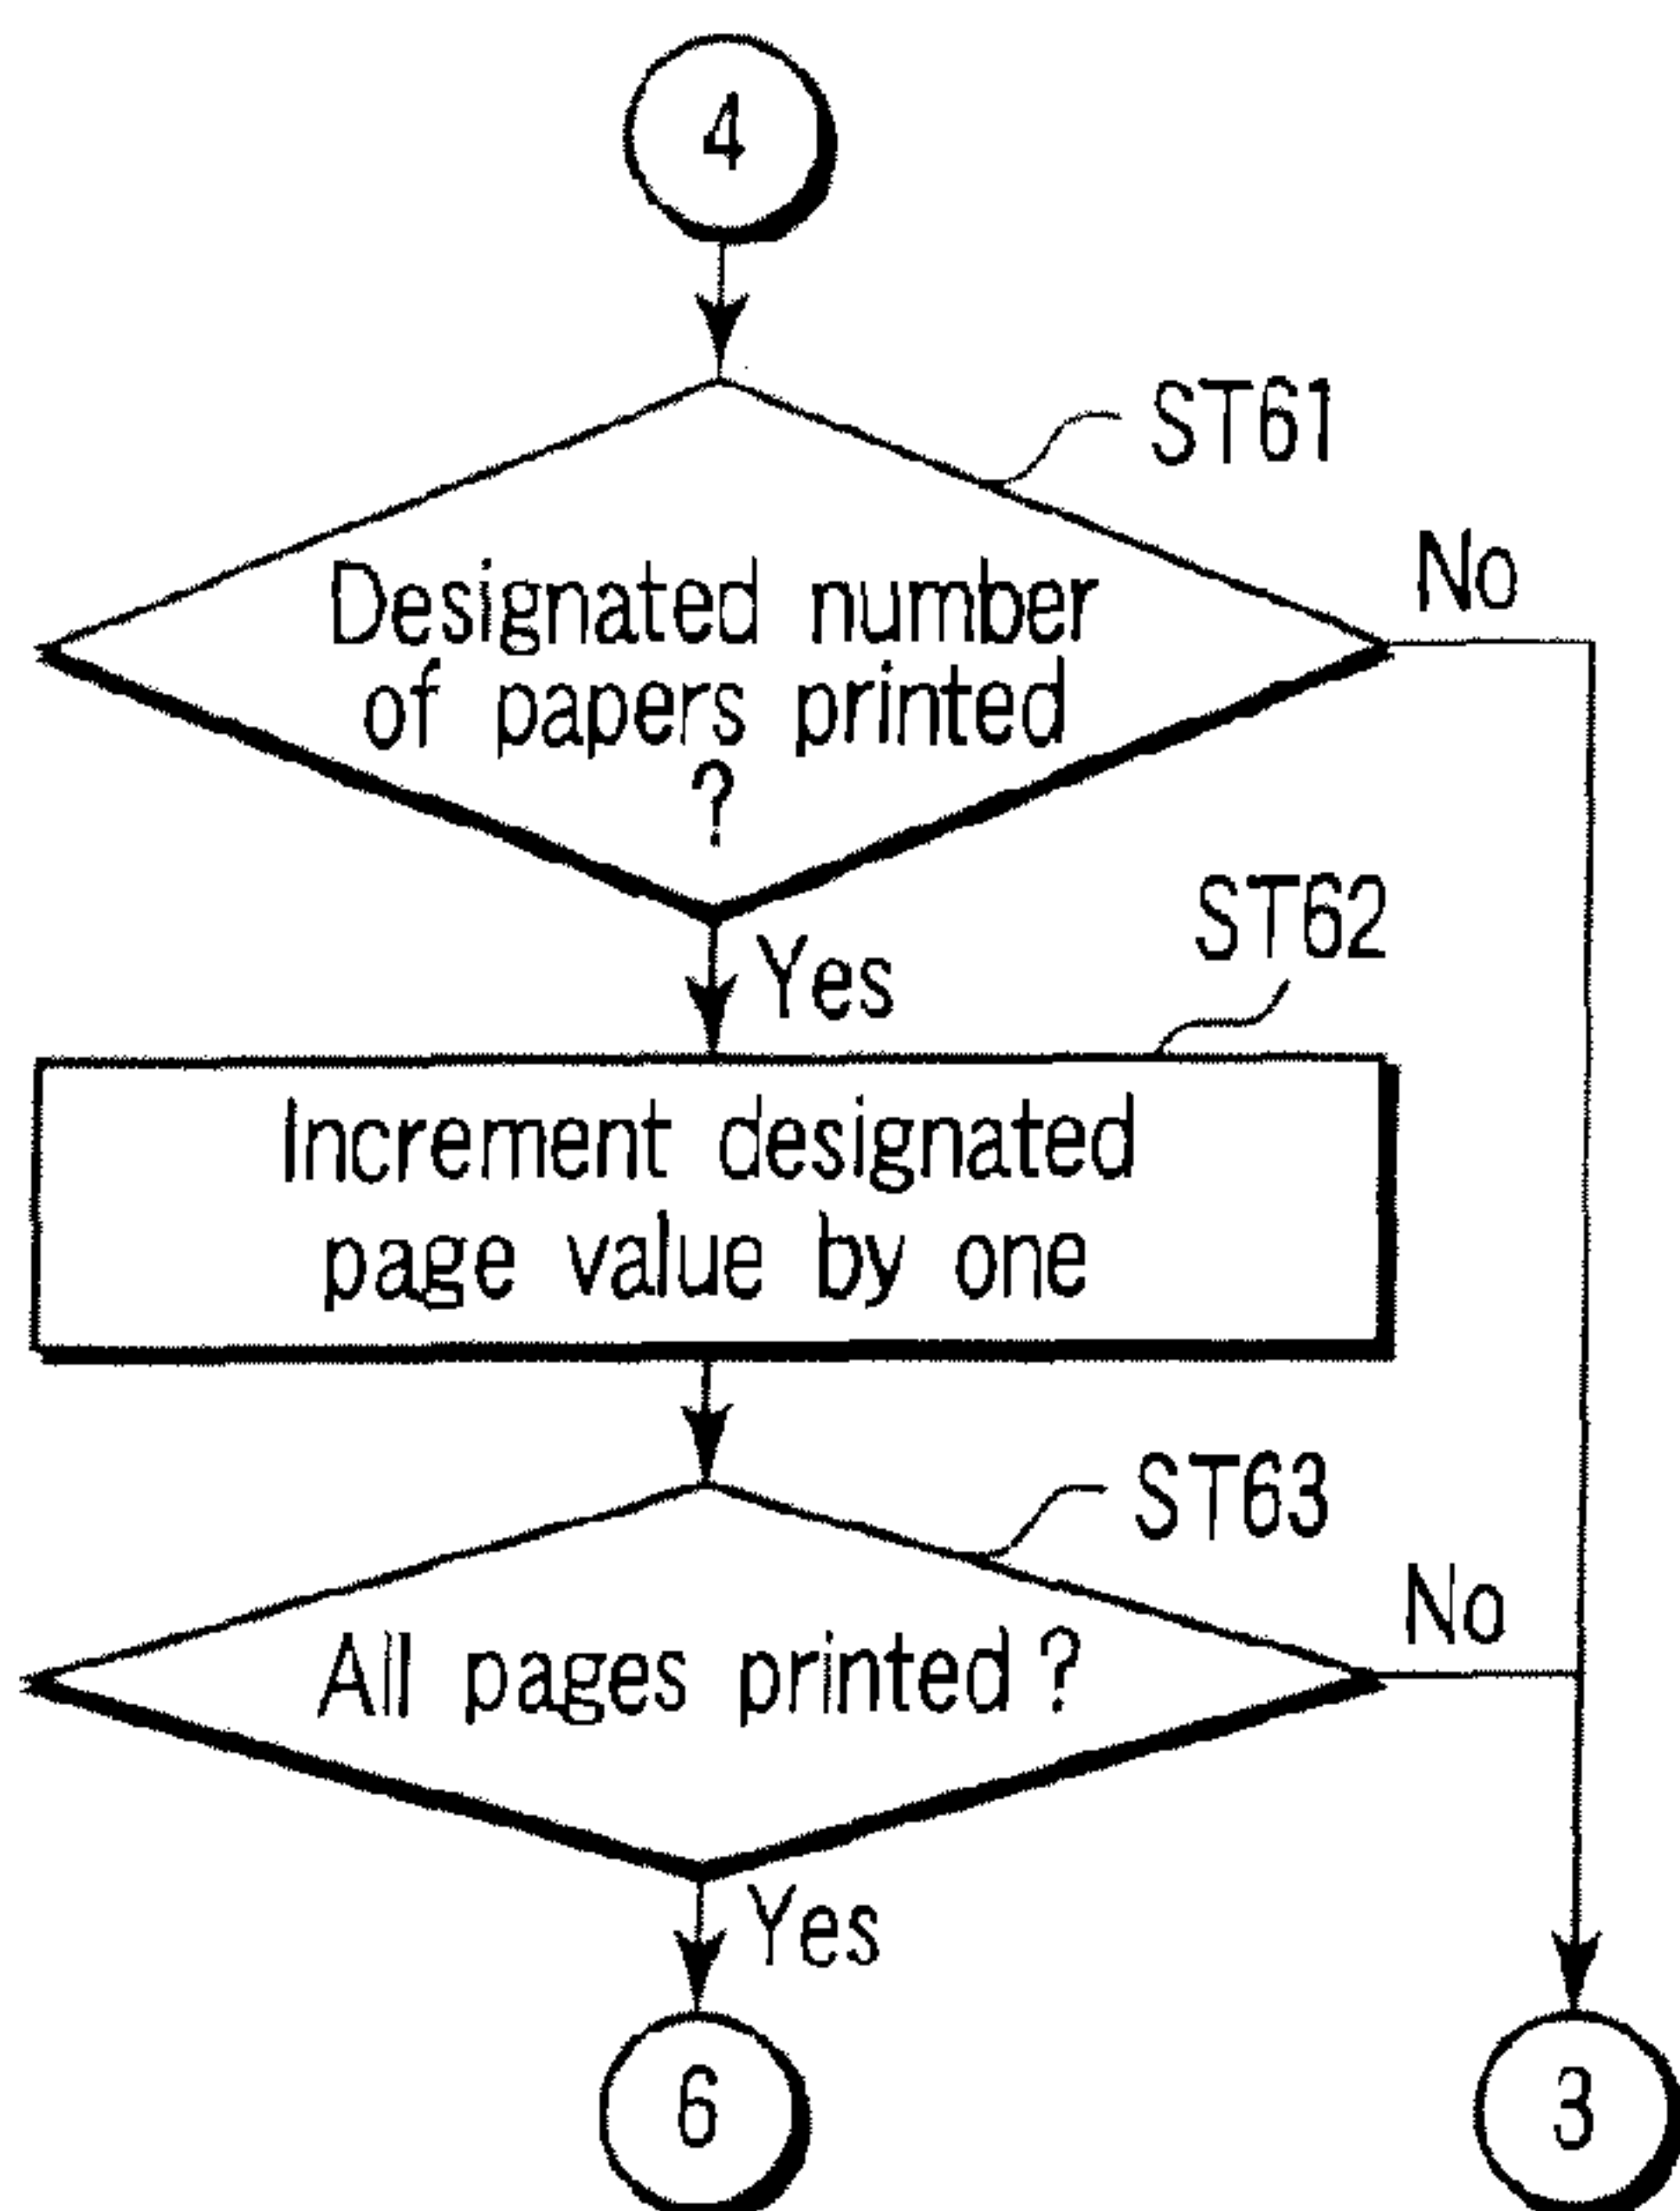 4
ST61
Designated number
of papers printed
?
No
Yes
ST62
Increment designated
page value by one
ST63
All pages printed ?
No
Yes
6
3